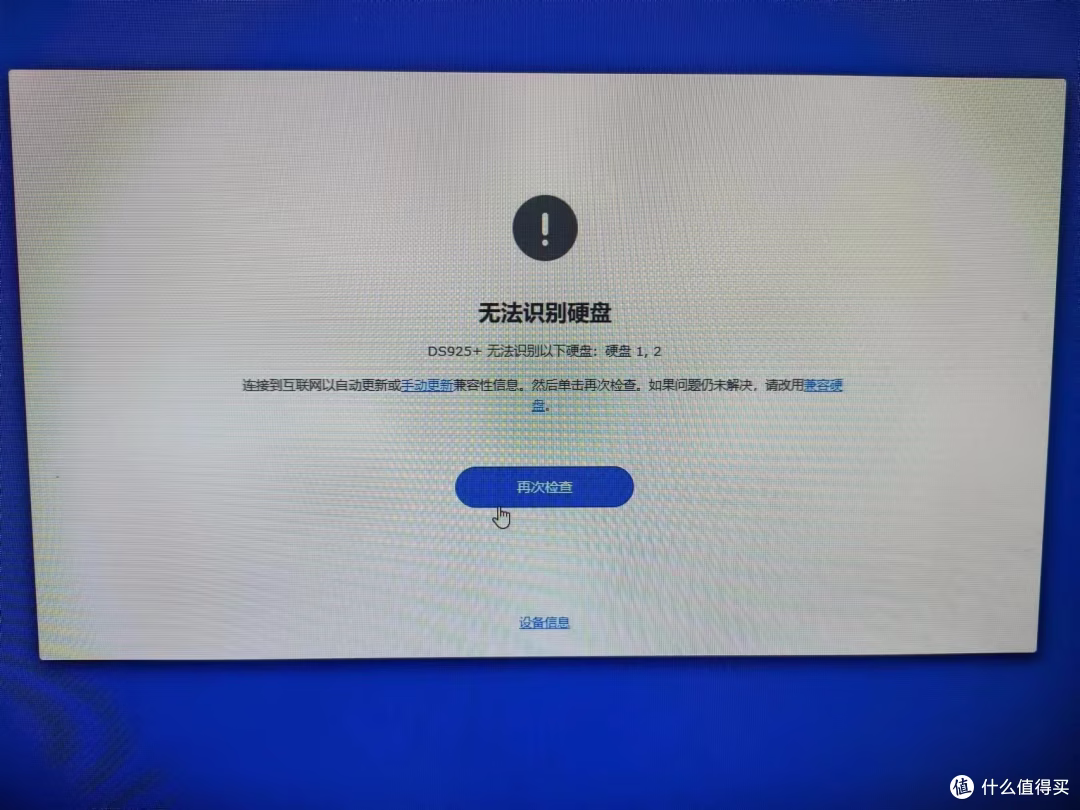 无法识别硬盘
DS925+ 无法识别以下硬盘：硬盘 1, 2
连接到互联网以自动更新或手动更新兼容性信息。然后单击再次检查。如果问题仍未解决，请改用兼容硬
盘。
再次检查
设备信息
值 什么值得买